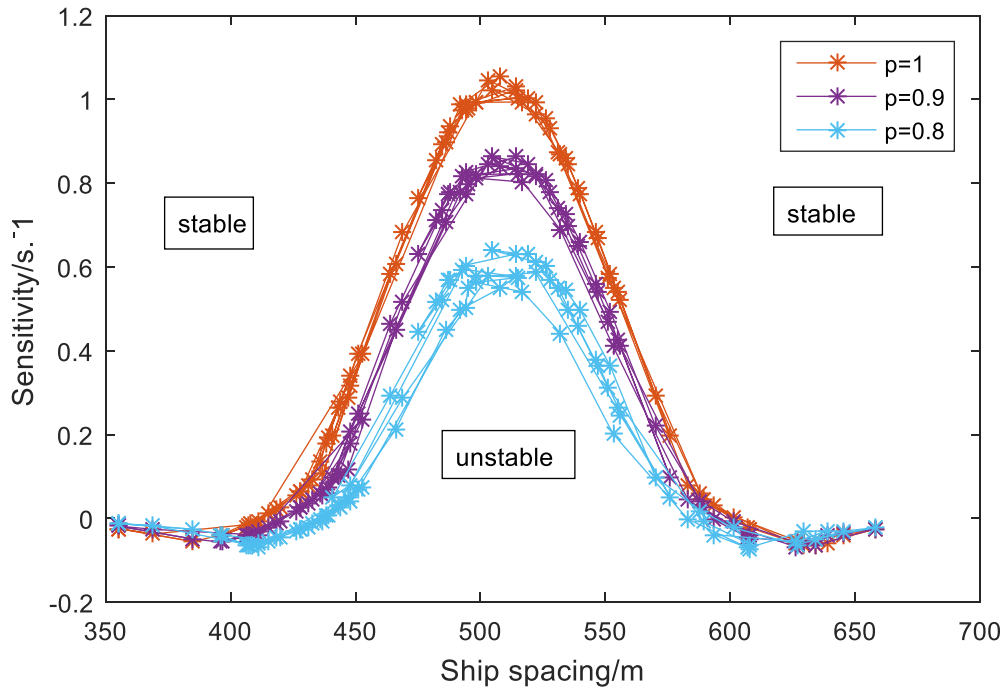 1.2
1
0.8
0.6
0.4
0.2
0
-0.2
Sensitivity/s.-1
350
400
450
500
550
600
650
700
Ship spacing/m
p=1
p=0.9
p=0.8
stable
stable
unstable